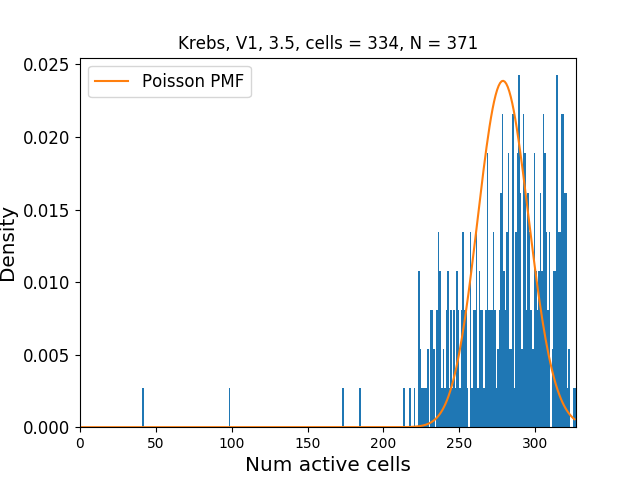 Krebs, V1, 3.5, cells = 334, N = 371
Poisson PMF
0.025
0.020
0.015
0.010
0.005
0.000
Density
0 50 100 150 200 250 300
Num active cells